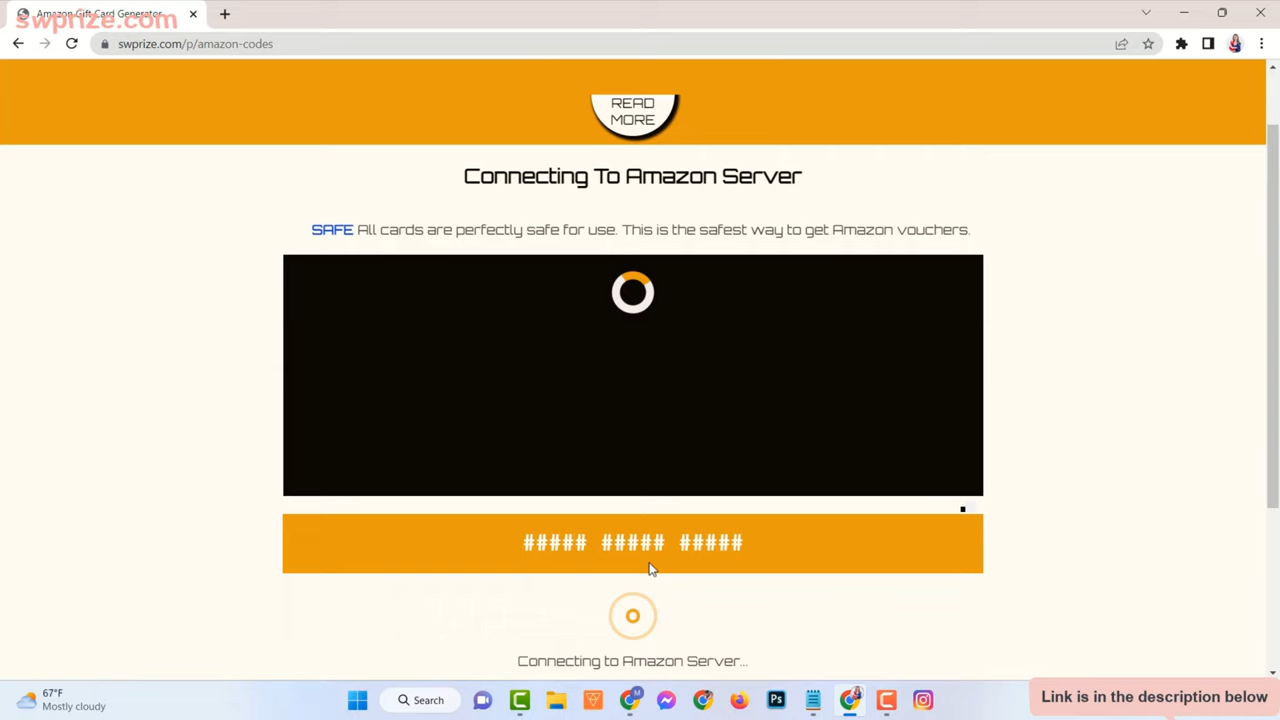 Amazon Gift Card Generator
swprize.com
swprize.com/p/amazon-codes
READ
MORE
Connecting To Amazon Server
SAFE All cards are perfectly safe for use. This is the safest way to get Amazon vouchers.
##### ##### #####
Connecting to Amazon Server...
67°F
Mostly cloudy
Search
M
Ps
Link is in the description below